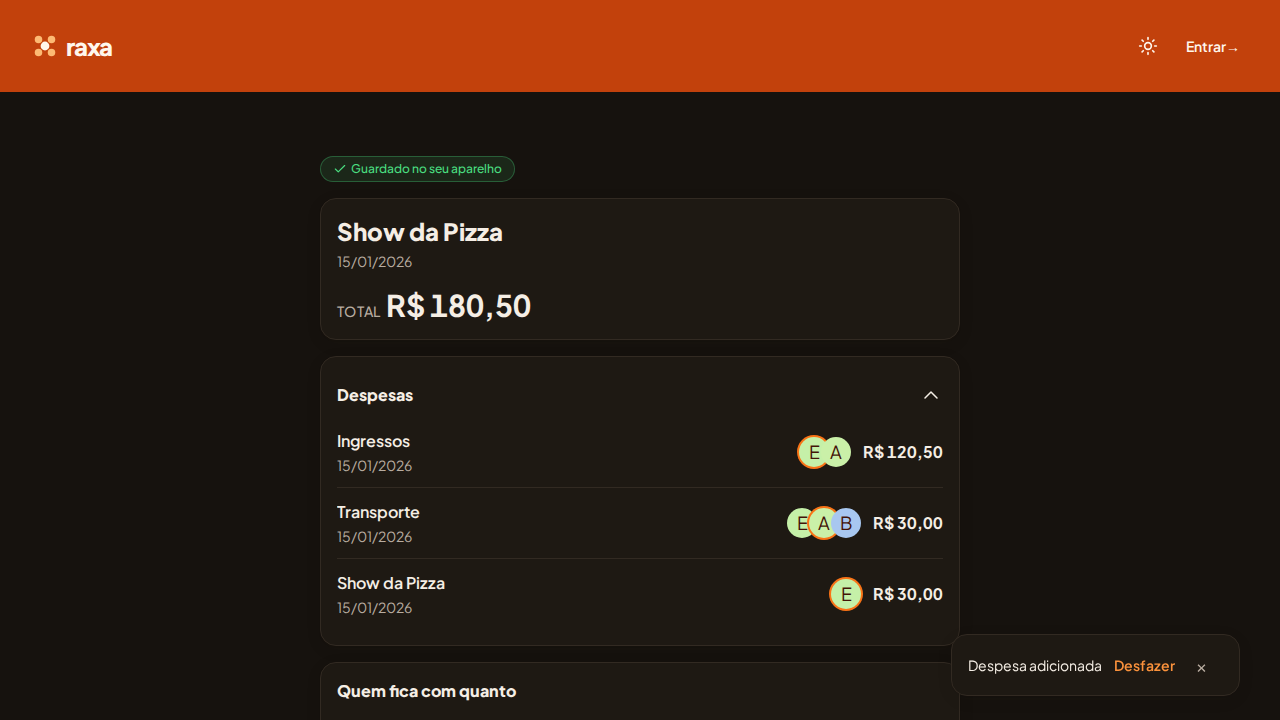 raxa
Entrar→
Guardado no seu aparelho
Show da Pizza
15/01/2026
TOTAL R$ 180,50
Despesas
Ingressos
15/01/2026
E A R$ 120,50
Transporte
15/01/2026
E A B R$ 30,00
Show da Pizza
15/01/2026
E R$ 30,00
Despesa adicionada Desfazer ×
Quem fica com quanto